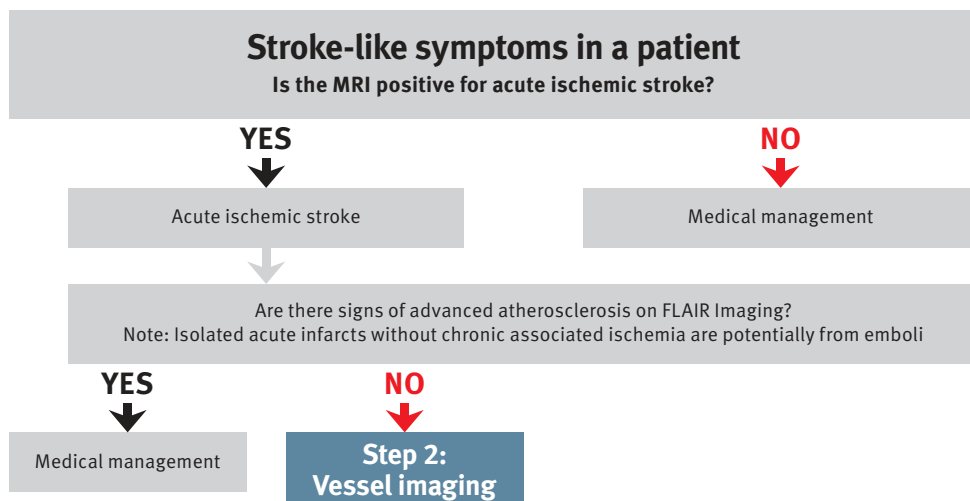 Stroke-like symptoms in a patient
Is the MRI positive for acute ischemic stroke?
YES
NO
Acute ischemic stroke
Medical management
Are there signs of advanced atherosclerosis on FLAIR Imaging?
Note: Isolated acute infarcts without chronic associated ischemia are potentially from emboli
YES
NO
Medical management
Step 2:
Vessel imaging